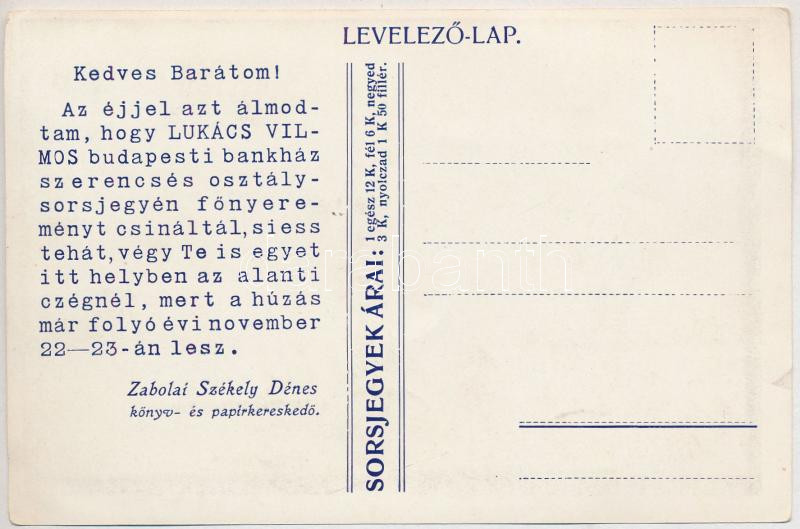 LEVELEZŐ-LAP.
Kedves Barátom!
Az éjjel azt álmod-
tam, hogy LUKÁCS VIL-
MOS budapesti bankház
szerencsés osztály-
sorsjegyén főnyere-
ményt csináltál, siess
tehát, végy Te is egyet
itt helyben az alanti
czégnél, mert a húzás
már folyó évi november
22—23-án lesz.
Zabolai Székely Dénes
könyv- és papírkereskedő.
SORSJEGYEK ÁRAI: 1 egész 12 K, fél 6 K, negyed
3 K, nyolczad 1 K 50 fillér.
darabanth